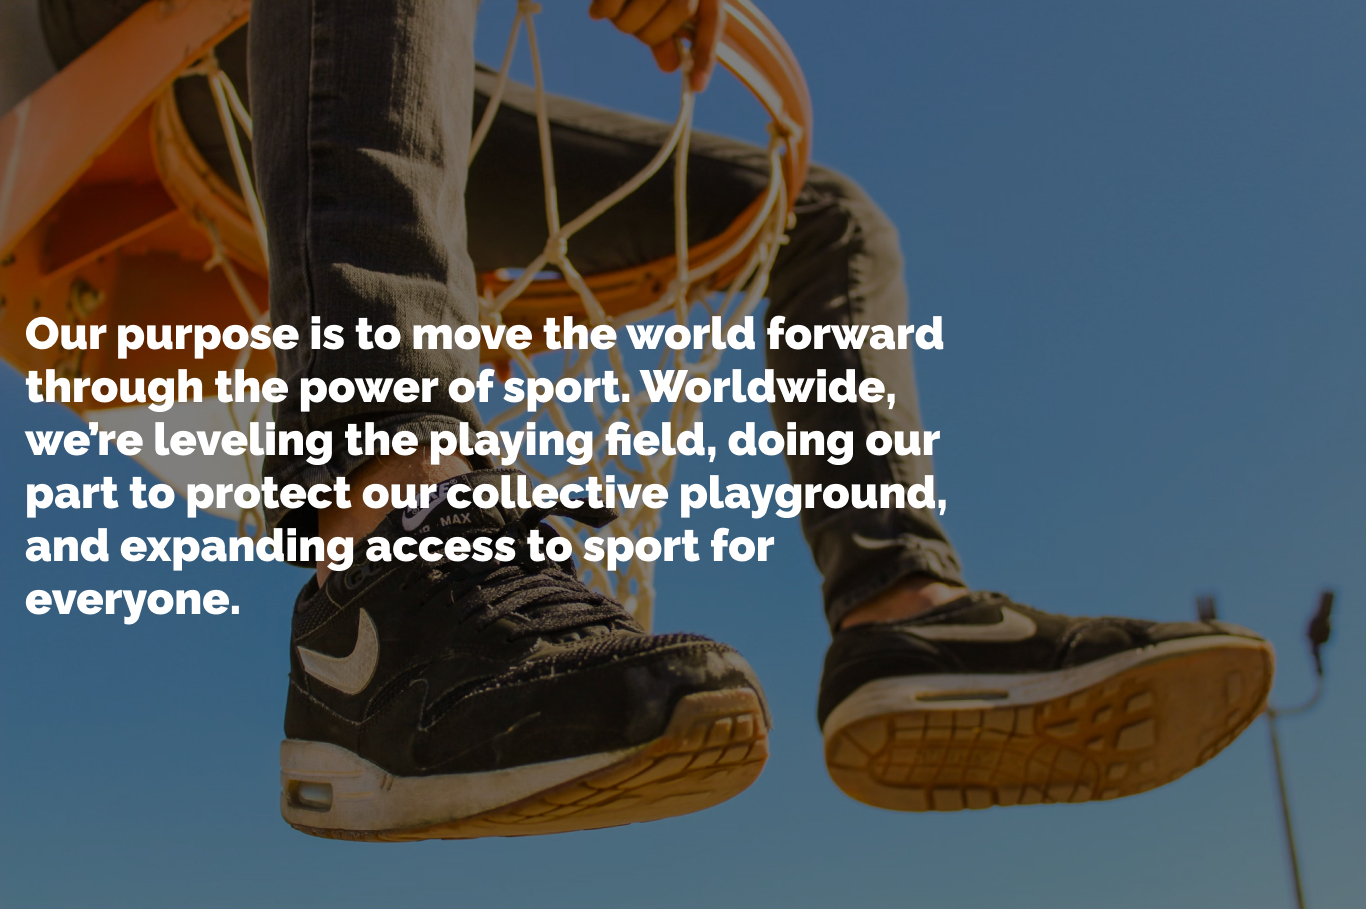 Our purpose is to move the world forward
through the power of sport. Worldwide,
we’re leveling the playing field, doing our
part to protect our collective playground,
and expanding access to sport for
everyone.
MAX